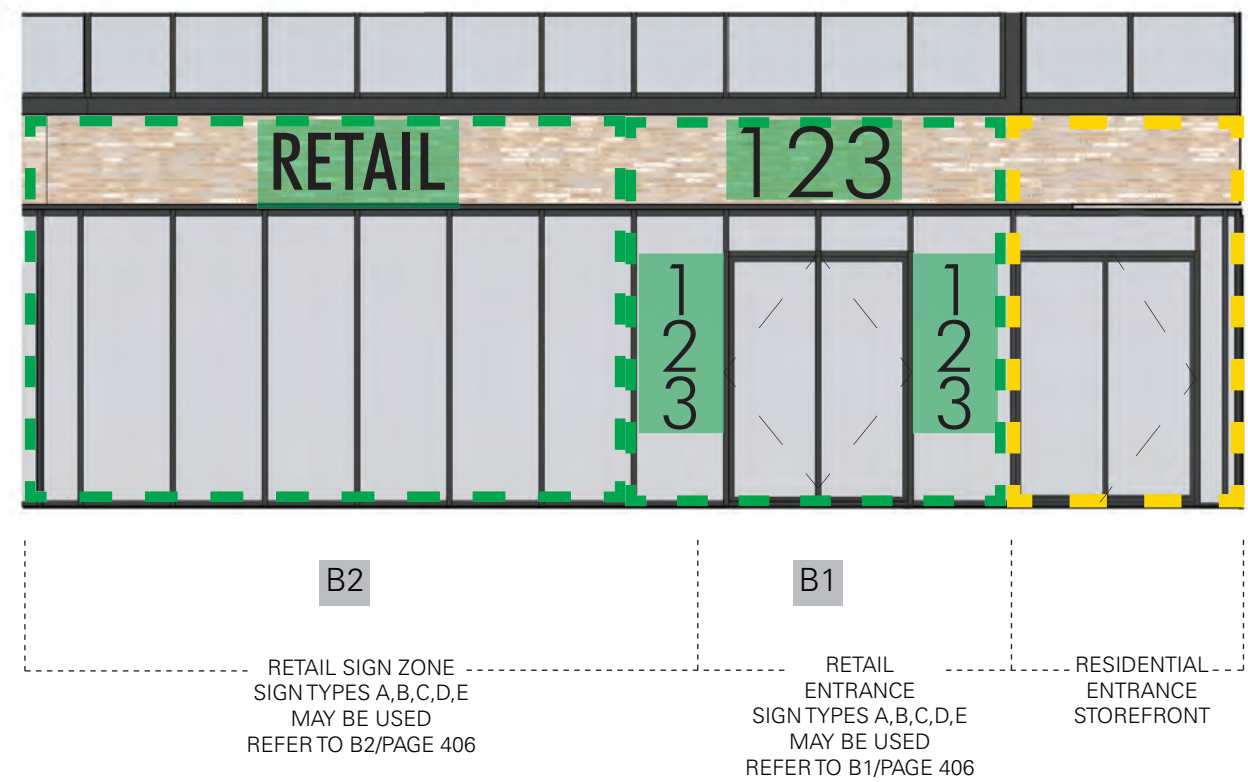 RETAIL
123
1
2
3
1
2
3
B2
B1
RETAIL SIGN ZONE
SIGN TYPES A,B,C,D,E
MAY BE USED
REFER TO B2/PAGE 406
RETAIL
ENTRANCE
SIGN TYPES A,B,C,D,E
MAY BE USED
REFER TO B1/PAGE 406
RESIDENTIAL
ENTRANCE
STOREFRONT